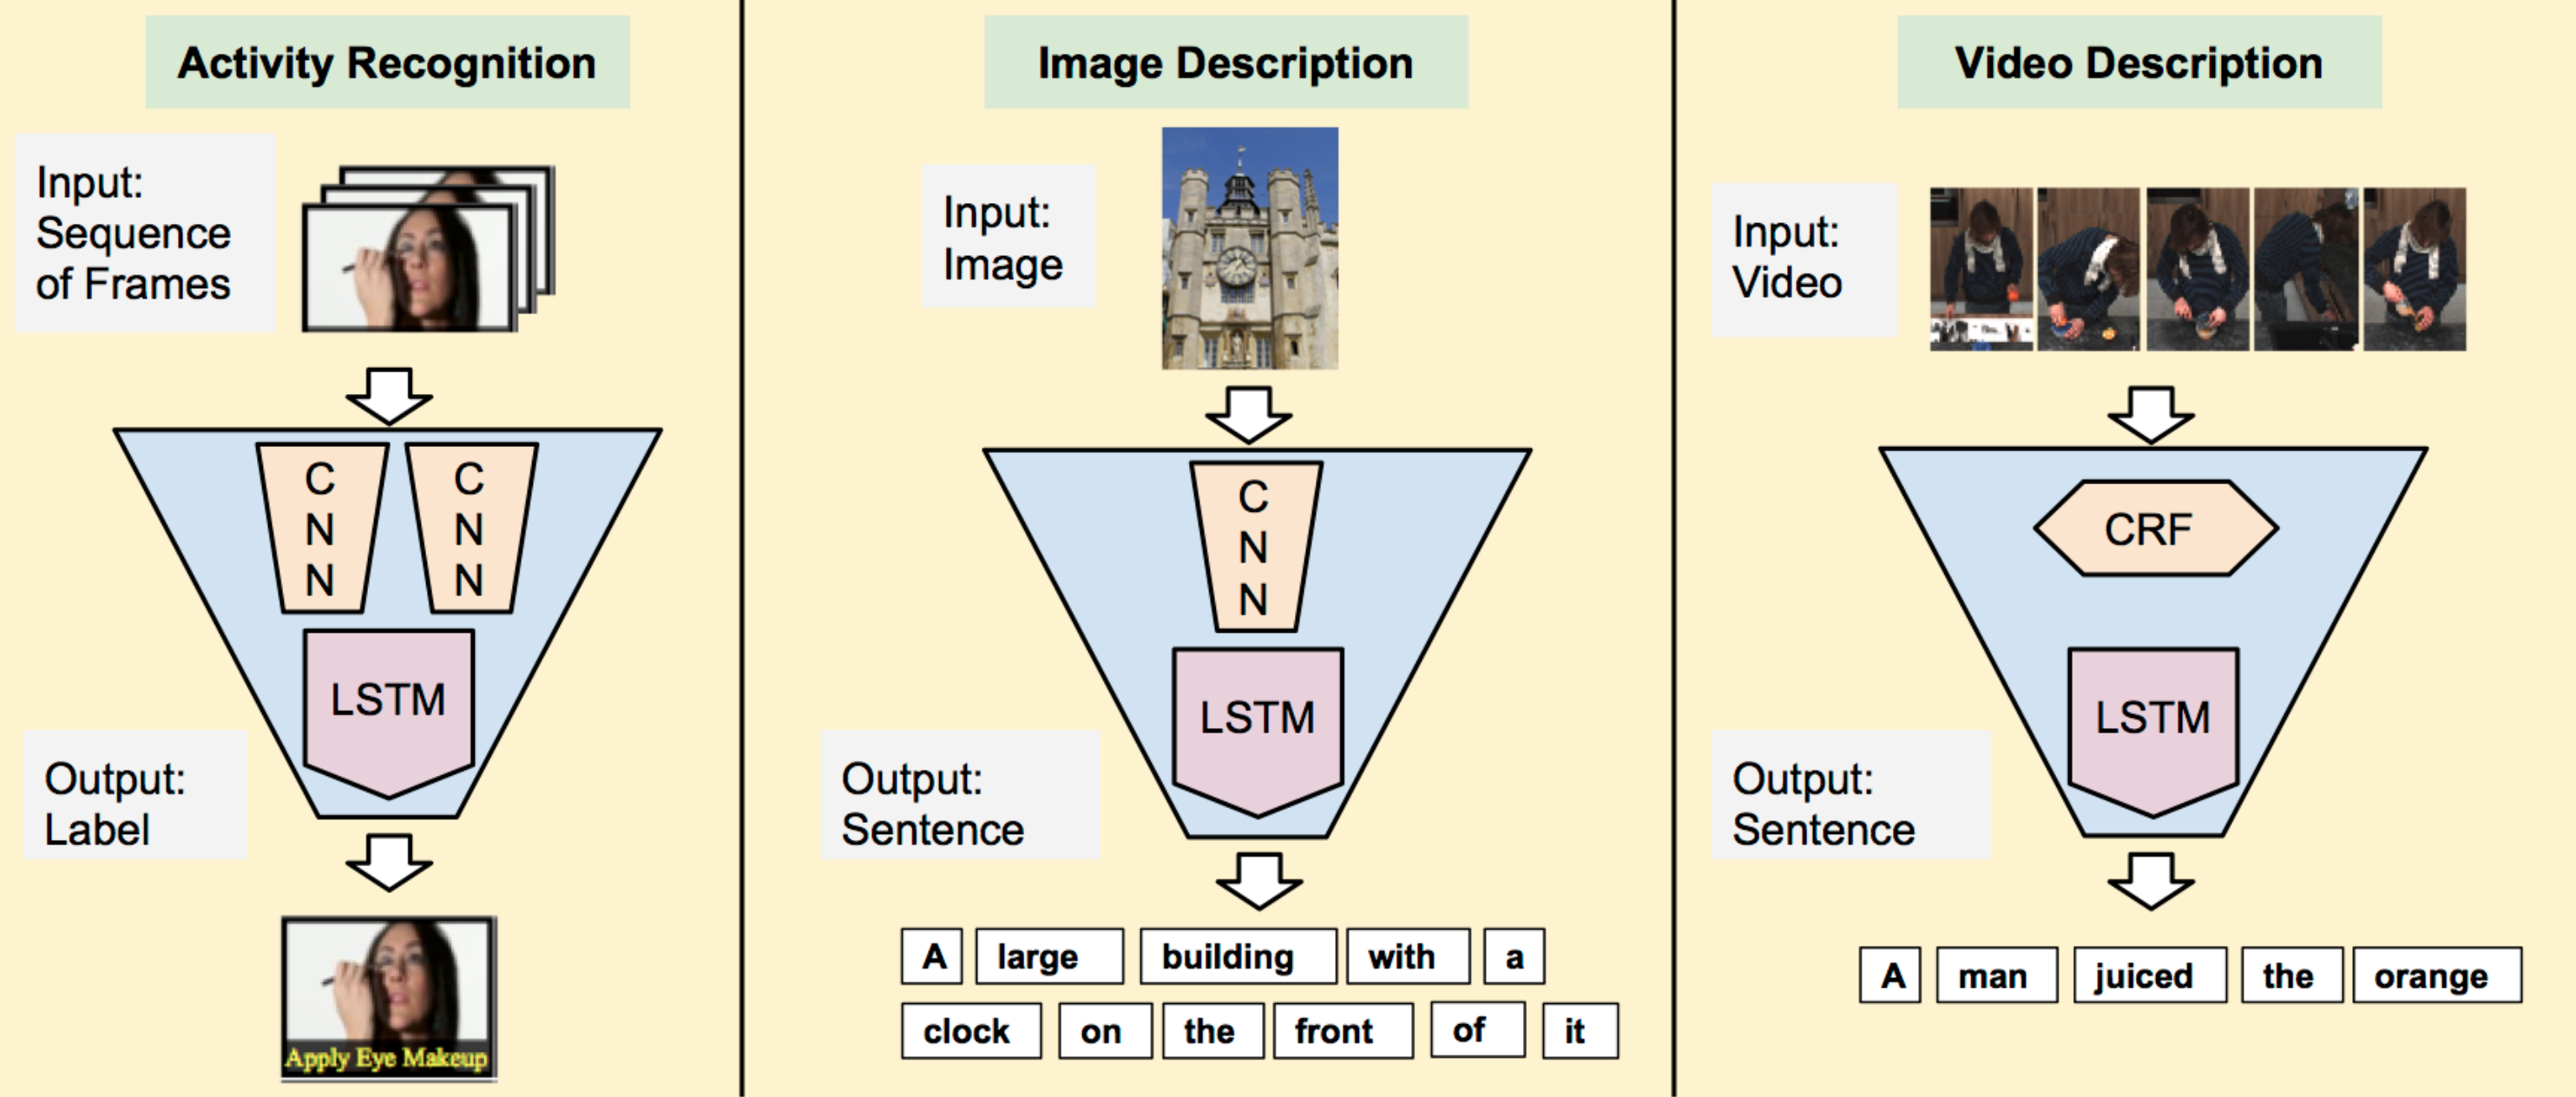 Activity Recognition
Input:
Sequence
of Frames
C
N
N
C
N
N
LSTM
Output:
Label
Apply Eye Makeup
Image Description
Input:
Image
C
N
N
LSTM
Output:
Sentence
A large building with a
clock on the front of it
Video Description
Input:
Video
CRF
LSTM
Output:
Sentence
A man juiced the orange